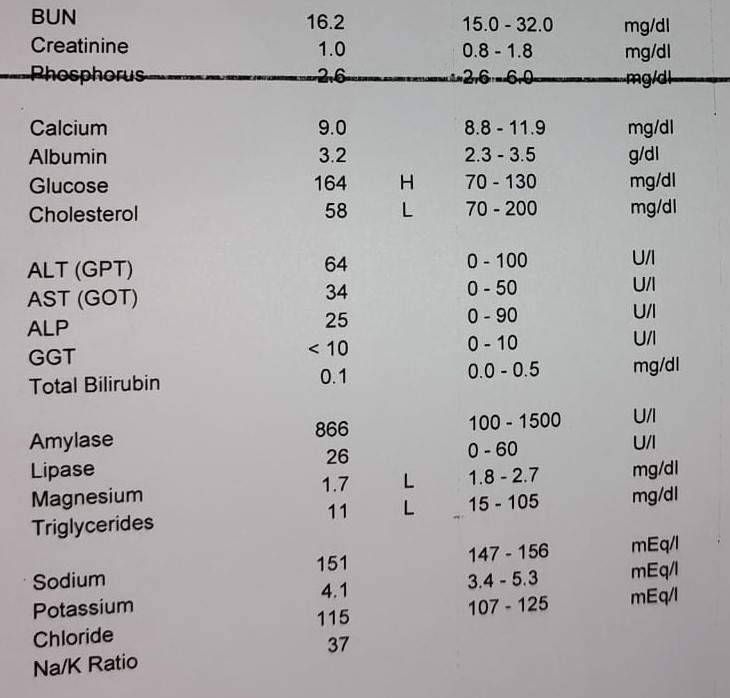 BUN 16.2 15.0 - 32.0 mg/dl
Creatinine 1.0 0.8 - 1.8 mg/dl
Phosphorus 2.6 2.6 - 6.0 mg/dl
Calcium 9.0 8.8 - 11.9 mg/dl
Albumin 3.2 2.3 - 3.5 g/dl
Glucose 164 H 70 - 130 mg/dl
Cholesterol 58 L 70 - 200 mg/dl
ALT (GPT) 64 0 - 100 U/l
AST (GOT) 34 0 - 50 U/l
ALP 25 0 - 90 U/l
GGT < 10 0 - 10 U/l
Total Bilirubin 0.1 0.0 - 0.5 mg/dl
Amylase 866 100 - 1500 U/l
Lipase 26 0 - 60 U/l
Magnesium 1.7 L 1.8 - 2.7 mg/dl
Triglycerides 11 L 15 - 105 mg/dl
Sodium 151 147 - 156 mEq/l
Potassium 4.1 3.4 - 5.3 mEq/l
Chloride 115 107 - 125 mEq/l
Na/K Ratio 37